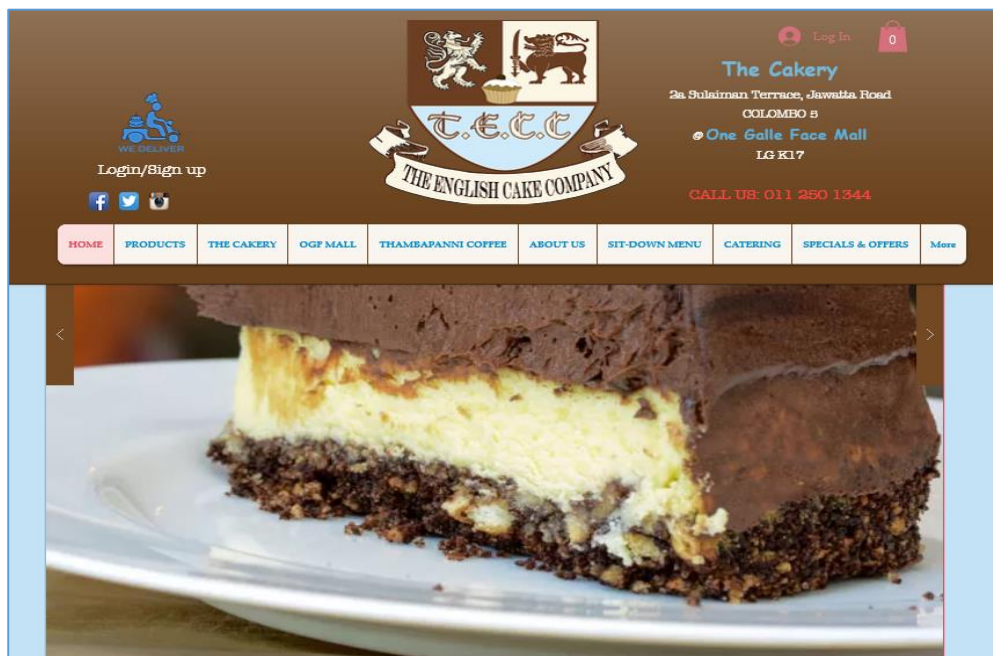 WE DELIVER
Login/Sign up
T.E.C.C
THE ENGLISH CAKE COMPANY
Log In
0
The Cakery
2a Sulaiman Terrace, Jawatta Road
COLOMBO 5
@ One Galle Face Mall
LG K17
CALL US: 011 250 1344
HOME PRODUCTS THE CAKERY OGF MALL THAMBAPANNI COFFEE ABOUT US SIT-DOWN MENU CATERING SPECIALS & OFFERS More